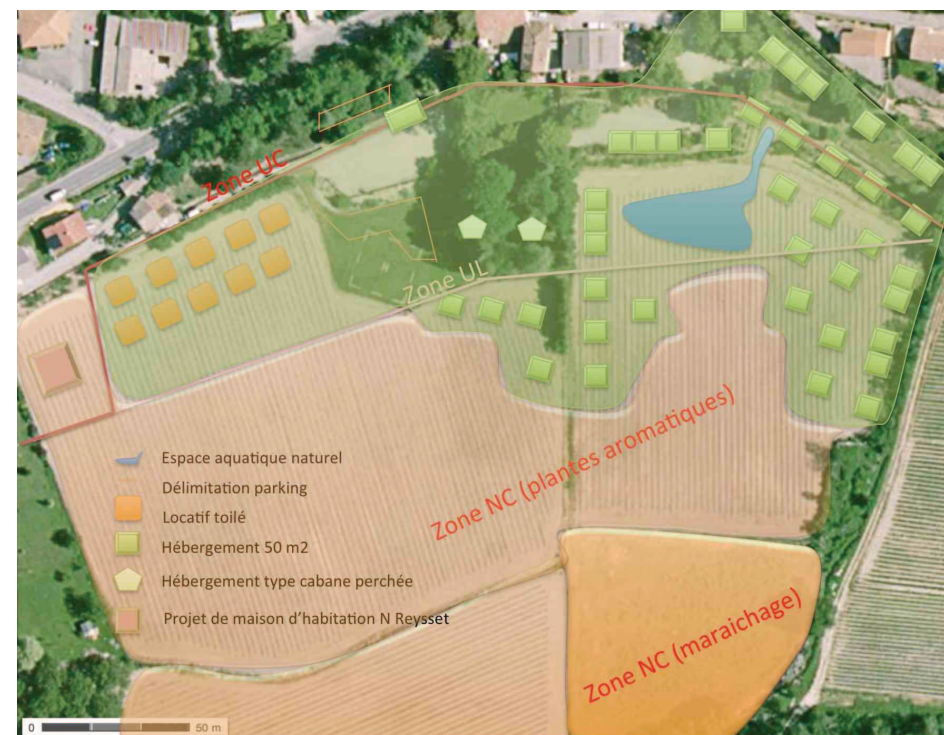 Zone UC
Zone UL
Zone NC (plantes aromatiques)
Espace aquatique naturel
Délimitation parking
Locatif toilé
Hébergement 50 m2
Hébergement type cabane perchée
Projet de maison d'habitation N Reysset
Zone NC (maraichage)
0 50 m